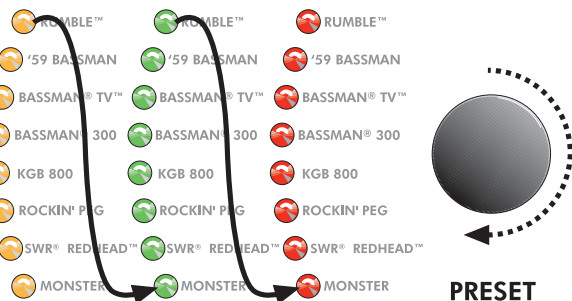 RUMBLE™ RUMBLE™ RUMBLE™
'59 BASSMAN '59 BASSMAN '59 BASSMAN
BASSMAN® TV™ BASSMAN® TV™ BASSMAN® TV™
BASSMAN® 300 BASSMAN® 300 BASSMAN® 300
KGB 800 KGB 800 KGB 800
ROCKIN' PEG ROCKIN' PEG ROCKIN' PEG
SWR® REDHEAD™ SWR® REDHEAD™ SWR® REDHEAD™
MONSTER MONSTER MONSTER
PRESET